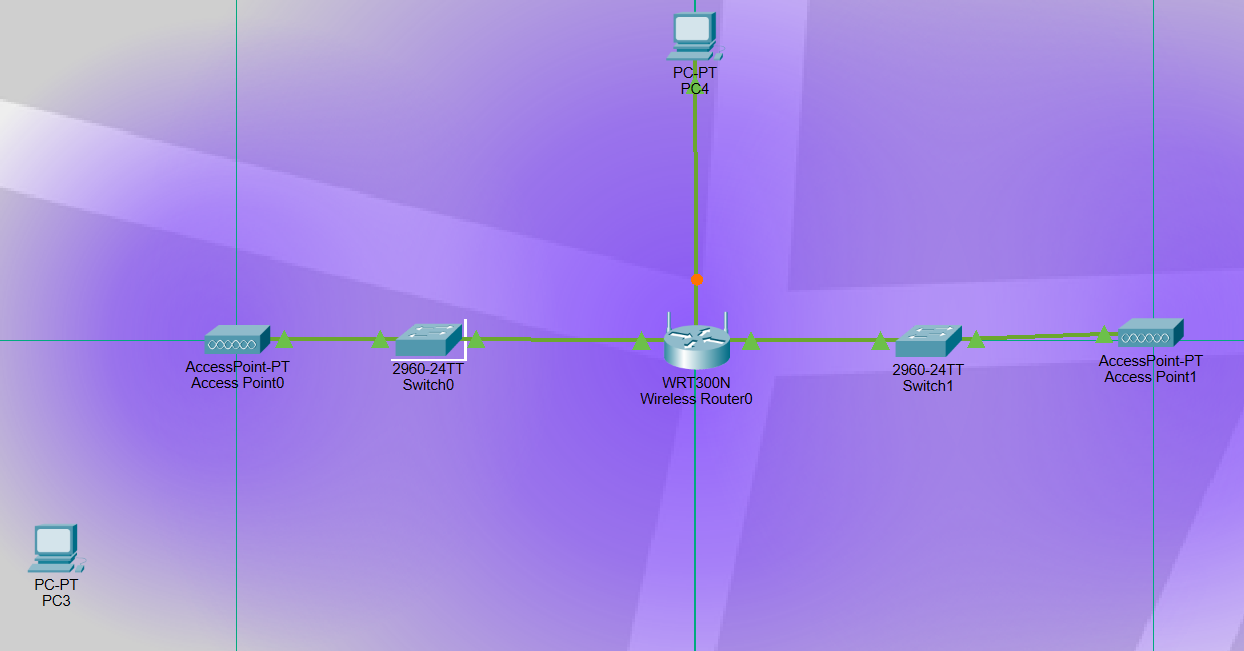 PC-PT
PC4
AccessPoint-PT
Access Point0
2960-24TT
Switch0
WRT300N
Wireless Router0
2960-24TT
Switch1
AccessPoint-PT
Access Point1
PC-PT
PC3